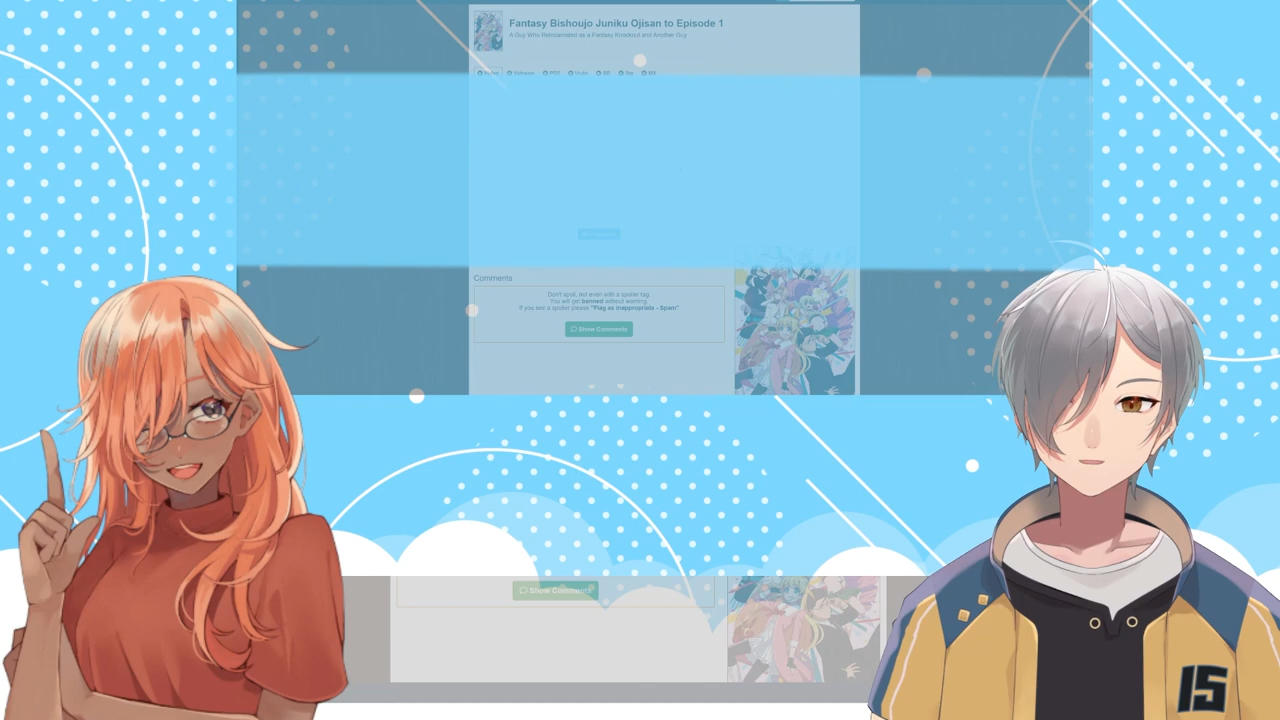 Fantasy Bishoujo Juniku Ojisan to Episode 1
A Guy Who Reincarnated as a Fantasy Knockout and Another Guy
Comments
Don't spoil, not even with a spoiler tag.
You will get banned without warning.
If you see a spoiler please "Flag as inappropriate - Spam"
Show Comments
Show Comments
15